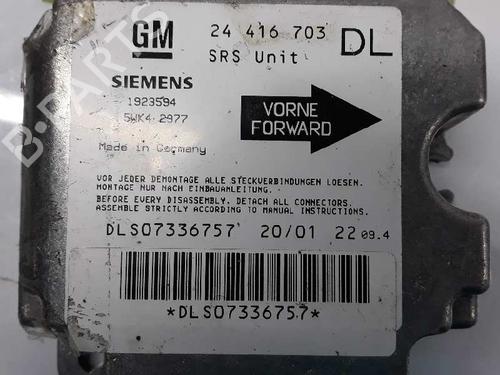 GM 24 416 703 DL
SRS Unit
SIEMENS
1923594
5WK4 2977
VORNE
FORWARD
Made in Germany
VOR JEDER DEMONTAGE ALLE STECKVERBINDUNGEN LOESEN.
MONTAGE NUR NACH EINBAUANLEITUNG.
BEFORE EVERY DISASSEMBLY. DETACH ALL CONNECTORS.
ASSEMBLE STRICTLY ACCORDING TO MANUAL INSTRUCTIONS.
DLS07336757 20/01 22 09.4
*DLS07336757*
B-PARTS